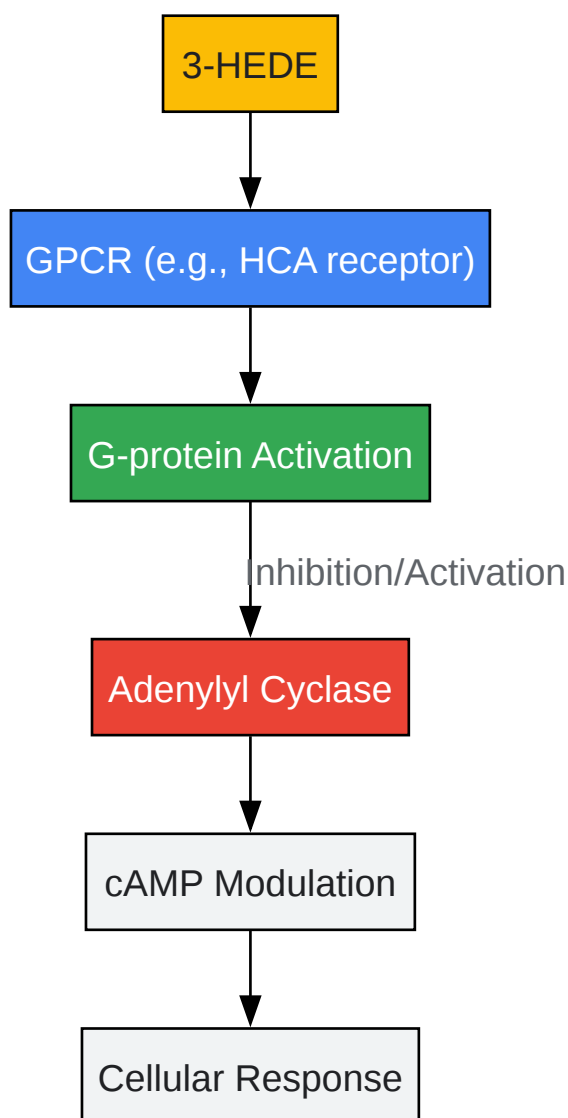 3-HEDE
GPCR (e.g., HCA receptor)
G-protein Activation
Inhibition/Activation
Adenylyl Cyclase
cAMP Modulation
Cellular Response